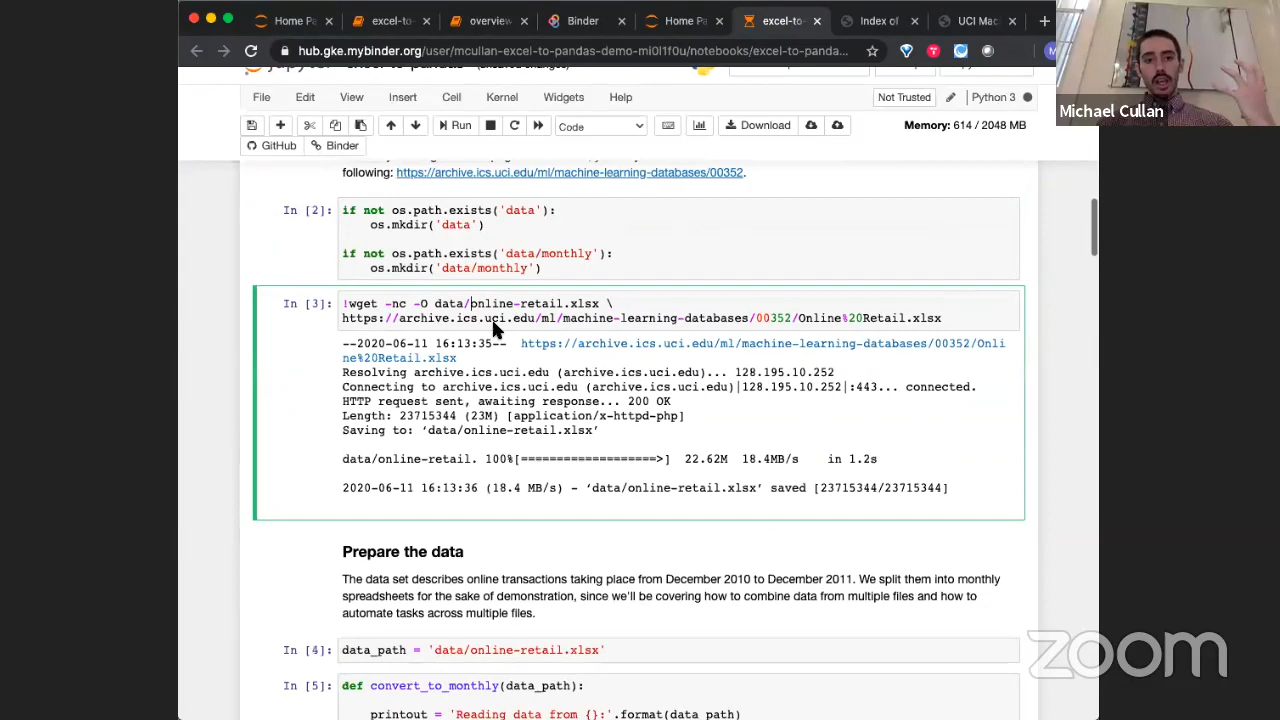 Home Pa
excel-to-
overview
Binder
Home Pa
excel-to-
Index of
UCI Mac
hub.gke.mybinder.org/user/mcullan-excel-to-pandas-demo-mi0l1f0u/notebooks/excel-to-panda...
Michael Cullan
File Edit View Insert Cell Kernel Widgets Help
Not Trusted
Python 3
Run
Code
Download
Memory: 614 / 2048 MB
GitHub
Binder
following: https://archive.ics.uci.edu/ml/machine-learning-databases/00352.
In [2]: if not os.path.exists('data'):
os.mkdir('data')
if not os.path.exists('data/monthly'):
os.mkdir('data/monthly')
In [3]: !wget -nc -O data/online-retail.xlsx \
https://archive.ics.uci.edu/ml/machine-learning-databases/00352/Online%20Retail.xlsx
--2020-06-11 16:13:35-- https://archive.ics.uci.edu/ml/machine-learning-databases/00352/Onli
ne%20Retail.xlsx
Resolving archive.ics.uci.edu (archive.ics.uci.edu)... 128.195.10.252
Connecting to archive.ics.uci.edu (archive.ics.uci.edu)|128.195.10.252|:443... connected.
HTTP request sent, awaiting response... 200 OK
Length: 23715344 (23M) [application/x-httpd-php]
Saving to: ‘data/online-retail.xlsx’
data/online-retail. 100%[===================>] 22.62M 18.4MB/s in 1.2s
2020-06-11 16:13:36 (18.4 MB/s) - ‘data/online-retail.xlsx’ saved [23715344/23715344]
Prepare the data
The data set describes online transactions taking place from December 2010 to December 2011. We split them into monthly
spreadsheets for the sake of demonstration, since we'll be covering how to combine data from multiple files and how to
automate tasks across multiple files.
In [4]: data_path = 'data/online-retail.xlsx'
In [5]: def convert_to_monthly(data_path):
printout = 'Reading data from {}:'.format(data_path)
zoom